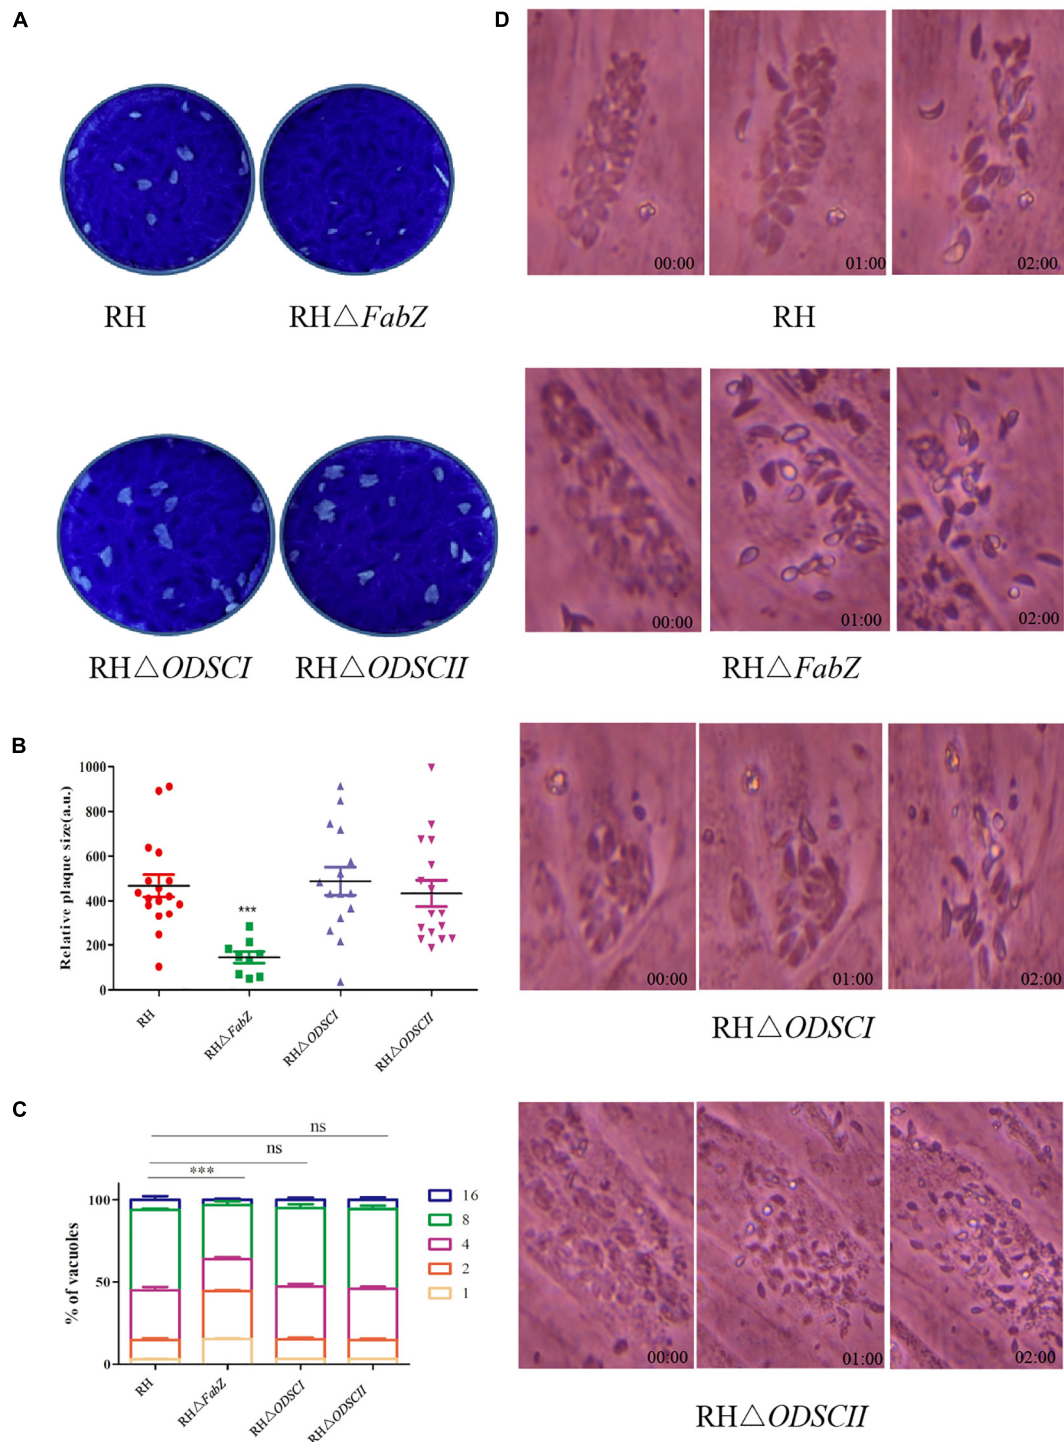 A
RH
RH△FabZ
RH△ODSCI
RH△ODSCII
B
Relative plaque size(a.u.)
1000
800
600
400
200
0
***
RH
RH△FabZ
RH△ODSCI
RH△ODSCII
C
% of vacuoles
100
50
0
ns
ns
***
16
8
4
2
1
RH
RH△FabZ
RH△ODSCI
RH△ODSCII
D
00:00
01:00
02:00
RH
00:00
01:00
02:00
RH△FabZ
00:00
01:00
02:00
RH△ODSCI
00:00
01:00
02:00
RH△ODSCII